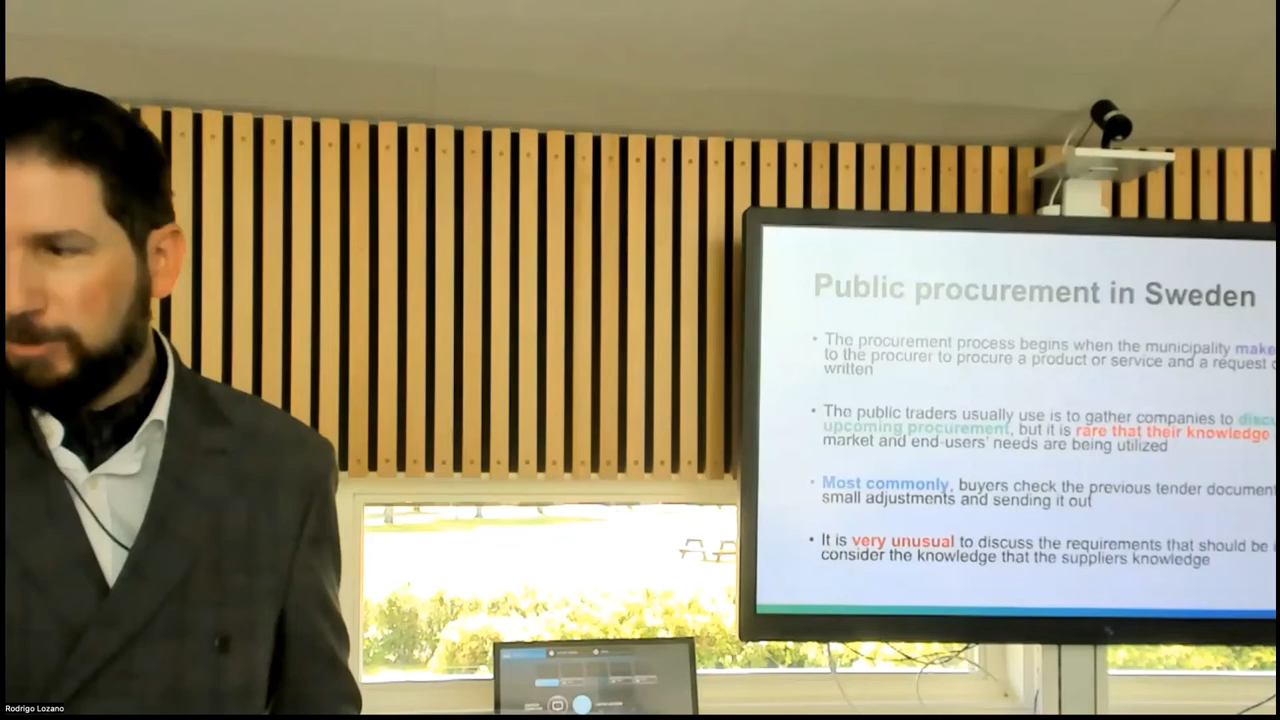 Public procurement in Sweden
• The procurement process begins when the municipality make
to the procurer to procure a product or service and a request
written
• The public traders usually use is to gather companies to
upcoming procurement, but it is rare that their knowledge
market and end-users' needs are being utilized
• Most commonly, buyers check the previous tender document
small adjustments and sending it out
• It is very unusual to discuss the requirements that should be
consider the knowledge that the suppliers knowledge
Rodrigo Lozano